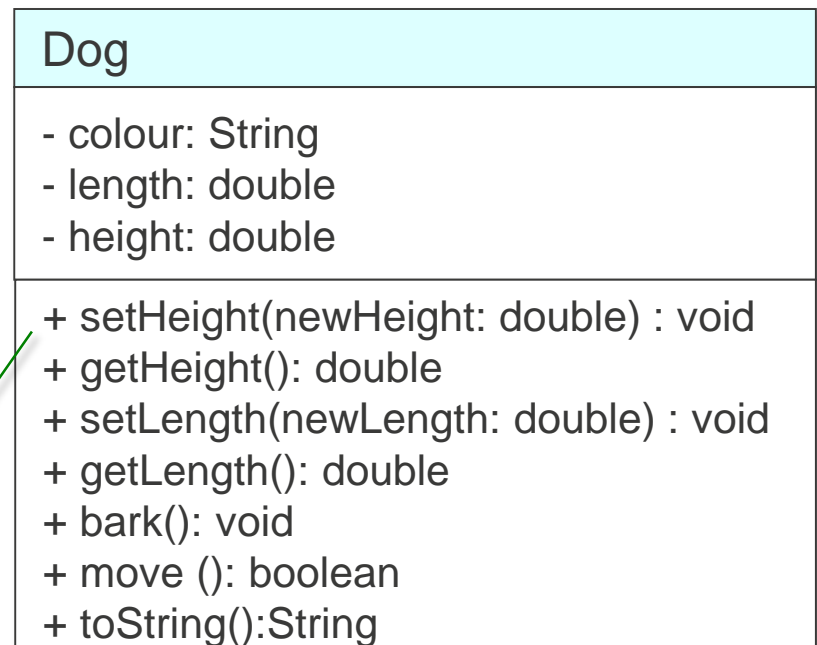 Dog
- colour: String
- length: double
- height: double
+ setHeight(newHeight: double) : void
+ getHeight(): double
+ setLength(newLength: double) : void
+ getLength(): double
+ bark(): void
+ move (): boolean
+ toString():String